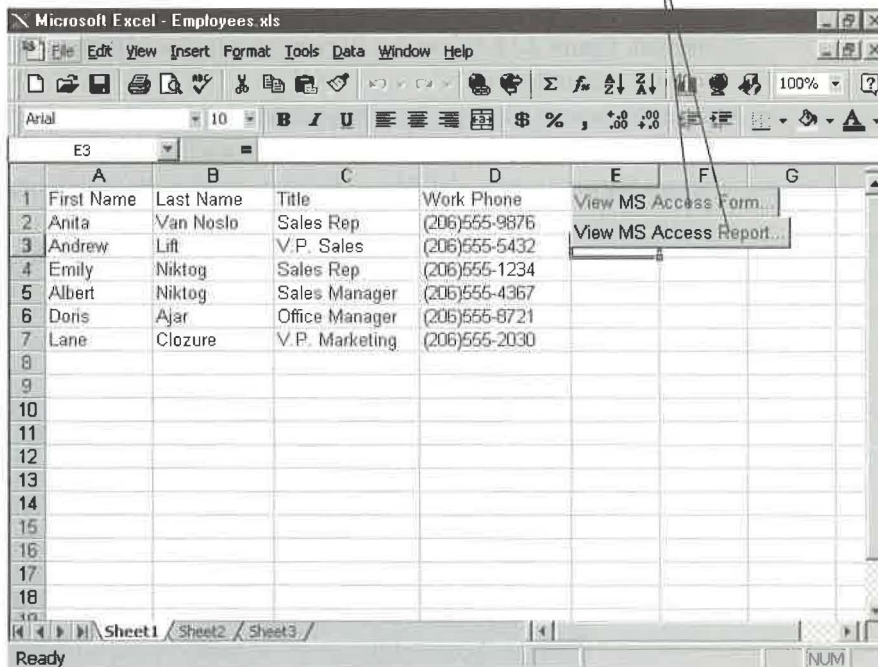 Microsoft Excel - Employees.xls
File Edit View Insert Format Tools Data Window Help
100%
Arial 10 B I U $ % , .00 .00
E3 =
A B C D E F G
1 First Name Last Name Title Work Phone View MS Access Form...
2 Anita Van Noslo Sales Rep (206)555-9876 View MS Access Report...
3 Andrew Lift V.P. Sales (206)555-5432
4 Emily Niktog Sales Rep (206)555-1234
5 Albert Niktog Sales Manager (206)555-4367
6 Doris Ajar Office Manager (206)555-8721
7 Lane Clozure V.P. Marketing (206)555-2030
8
9
10
11
12
13
14
15
16
17
18
19
Sheet1 Sheet2 Sheet3
Ready NUM